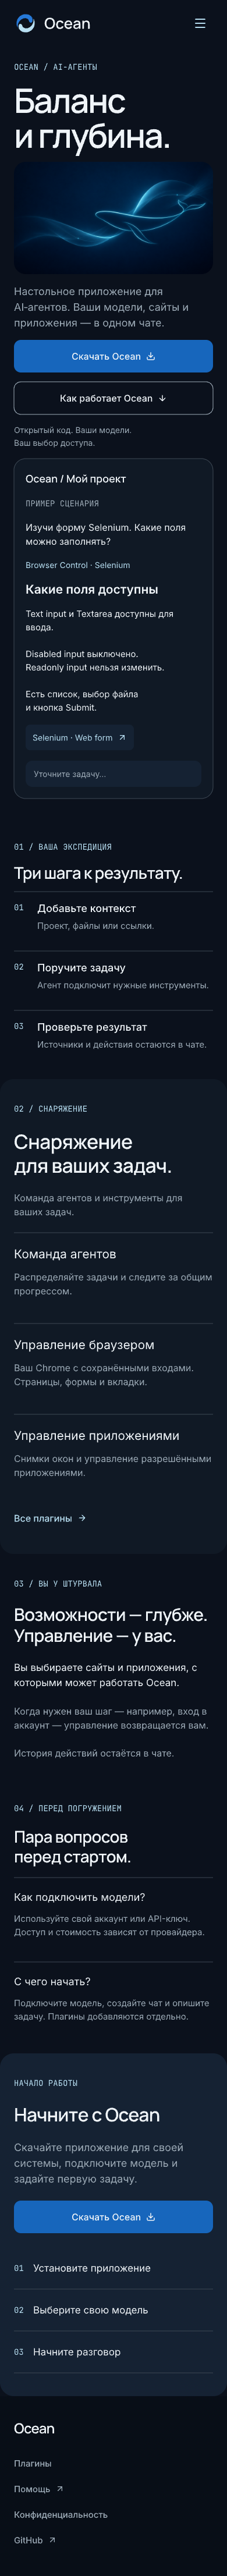 Ocean
OCEAN / AI-АГЕНТЫ
Баланс
и глубина.
Настольное приложение для
AI-агентов. Ваши модели, сайты и
приложения — в одном чате.
Скачать Ocean
Как работает Ocean
Открытый код. Ваши модели.
Ваш выбор доступа.
Ocean / Мой проект
ПРИМЕР СЦЕНАРИЯ
Изучи форму Selenium. Какие поля
можно заполнять?
Browser Control · Selenium
Какие поля доступны
Text input и Textarea доступны для
ввода.
Disabled input выключено.
Readonly input нельзя изменить.
Есть список, выбор файла
и кнопка Submit.
Selenium · Web form
Уточните задачу...
01 / ВАША ЭКСПЕДИЦИЯ
Три шага к результату.
01 Добавьте контекст
Проект, файлы или ссылки.
02 Поручите задачу
Агент подключит нужные инструменты.
03 Проверьте результат
Источники и действия остаются в чате.
02 / СНАРЯЖЕНИЕ
Снаряжение
для ваших задач.
Команда агентов и инструменты для
ваших задач.
Команда агентов
Распределяйте задачи и следите за общим
прогрессом.
Управление браузером
Ваш Chrome с сохранёнными входами.
Страницы, формы и вкладки.
Управление приложениями
Снимки окон и управление разрешёнными
приложениями.
Все плагины
03 / ВЫ У ШТУРВАЛА
Возможности — глубже.
Управление — у вас.
Вы выбираете сайты и приложения, с
которыми может работать Ocean.
Когда нужен ваш шаг — например, вход в
аккаунт — управление возвращается вам.
История действий остаётся в чате.
04 / ПЕРЕД ПОГРУЖЕНИЕМ
Пара вопросов
перед стартом.
Как подключить модели?
Используйте свой аккаунт или API-ключ.
Доступ и стоимость зависят от провайдера.
С чего начать?
Подключите модель, создайте чат и опишите
задачу. Плагины добавляются отдельно.
НАЧАЛО РАБОТЫ
Начните с Ocean
Скачайте приложение для своей
системы, подключите модель и
задайте первую задачу.
Скачать Ocean
01 Установите приложение
02 Выберите свою модель
03 Начните разговор
Ocean
Плагины
Помощь
Конфиденциальность
GitHub